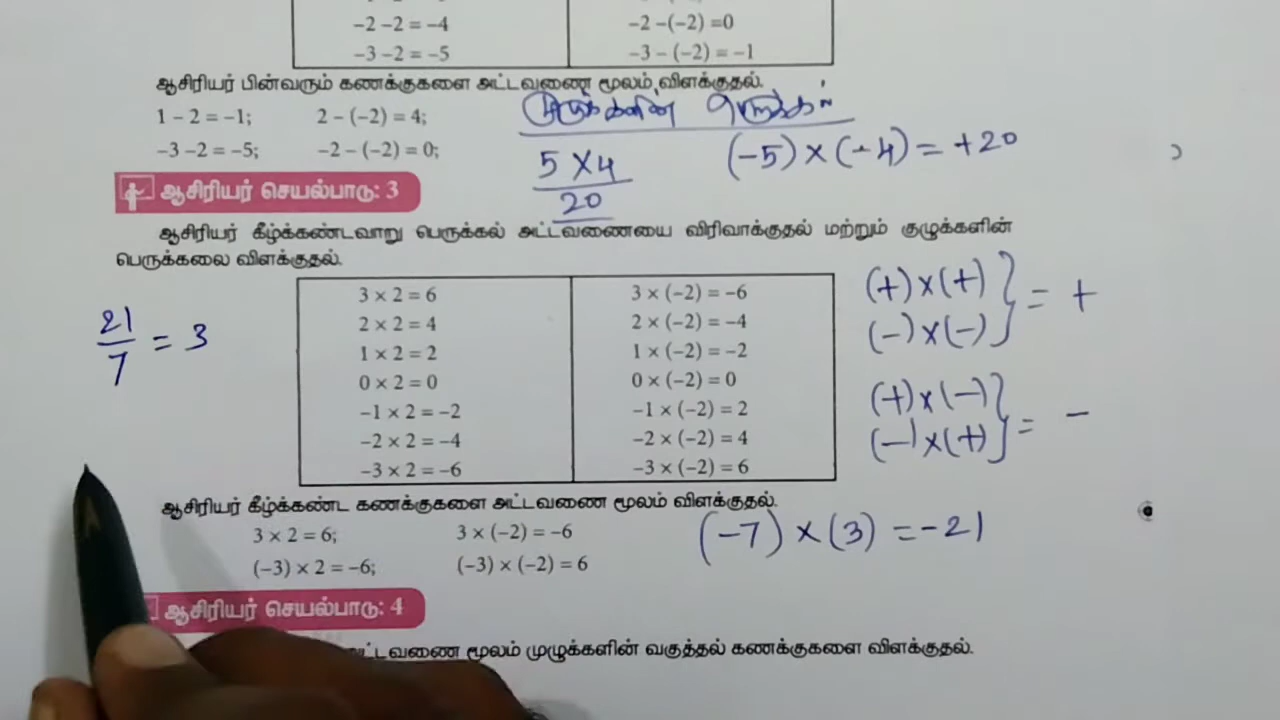 -2 -2 = -4 -2 -(-2) =0
-3 -2 = -5 -3 - (-2) = -1
ஆசிரியர் பின்வரும் கணக்குகளை அட்டவணை மூலம் விளக்குதல்.
முழுக்களின் பெருக்கல்
1 - 2 = -1; 2 - (-2) = 4;
-3 -2 = -5; -2 - (-2) = 0;
5 X 4 (-5) x (-4) = +20
20
ஆசிரியர் செயல்பாடு: 3
ஆசிரியர் கீழ்க்கண்டவாறு பெருக்கல் அட்டவணையை விரிவாக்குதல் மற்றும் குழுக்களின்
பெருக்கலை விளக்குதல்.
3 × 2 = 6 3 × (-2) = -6
2 × 2 = 4 2 × (-2) = -4
1 × 2 = 2 1 × (-2) = -2
0 × 2 = 0 0 × (-2) = 0
-1 × 2 = -2 -1 × (-2) = 2
-2 × 2 = -4 -2 × (-2) = 4
-3 × 2 = -6 -3 × (-2) = 6
(+) x (+)
(-) x (-) } = +
(+) x (-)
(-) x (+) } = -
21/7 = 3
ஆசிரியர் கீழ்க்கண்ட கணக்குகளை அட்டவணை மூலம் விளக்குதல்.
3 × 2 = 6; 3 × (-2) = -6
(-3) × 2 = -6; (-3) × (-2) = 6
(-7) x (3) = -21
ஆசிரியர் செயல்பாடு: 4
அட்டவணை மூலம் முழுக்களின் வகுத்தல் கணக்குகளை விளக்குதல்.